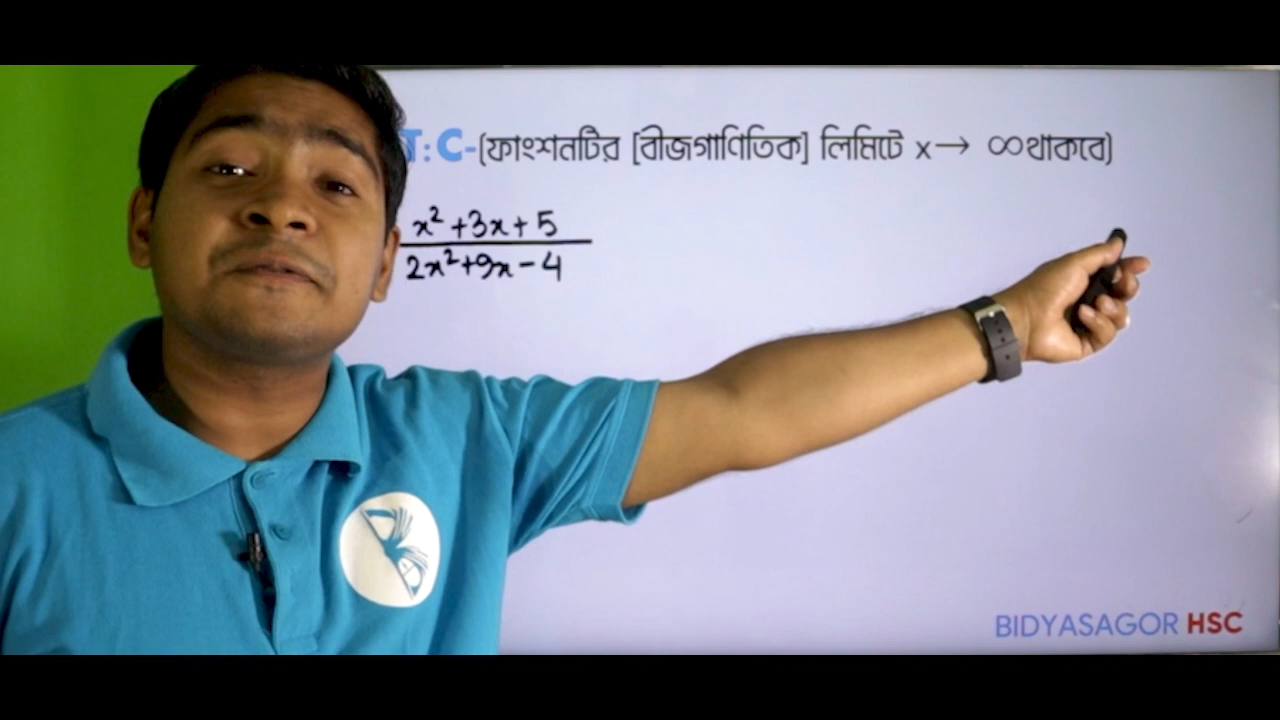 T:C-(ফাংশনটির [বীজগাণিতিক] লিমিটে x→ ∞থাকবে)
x²+3x+5
2x²+9x-4
BIDYASAGOR HSC